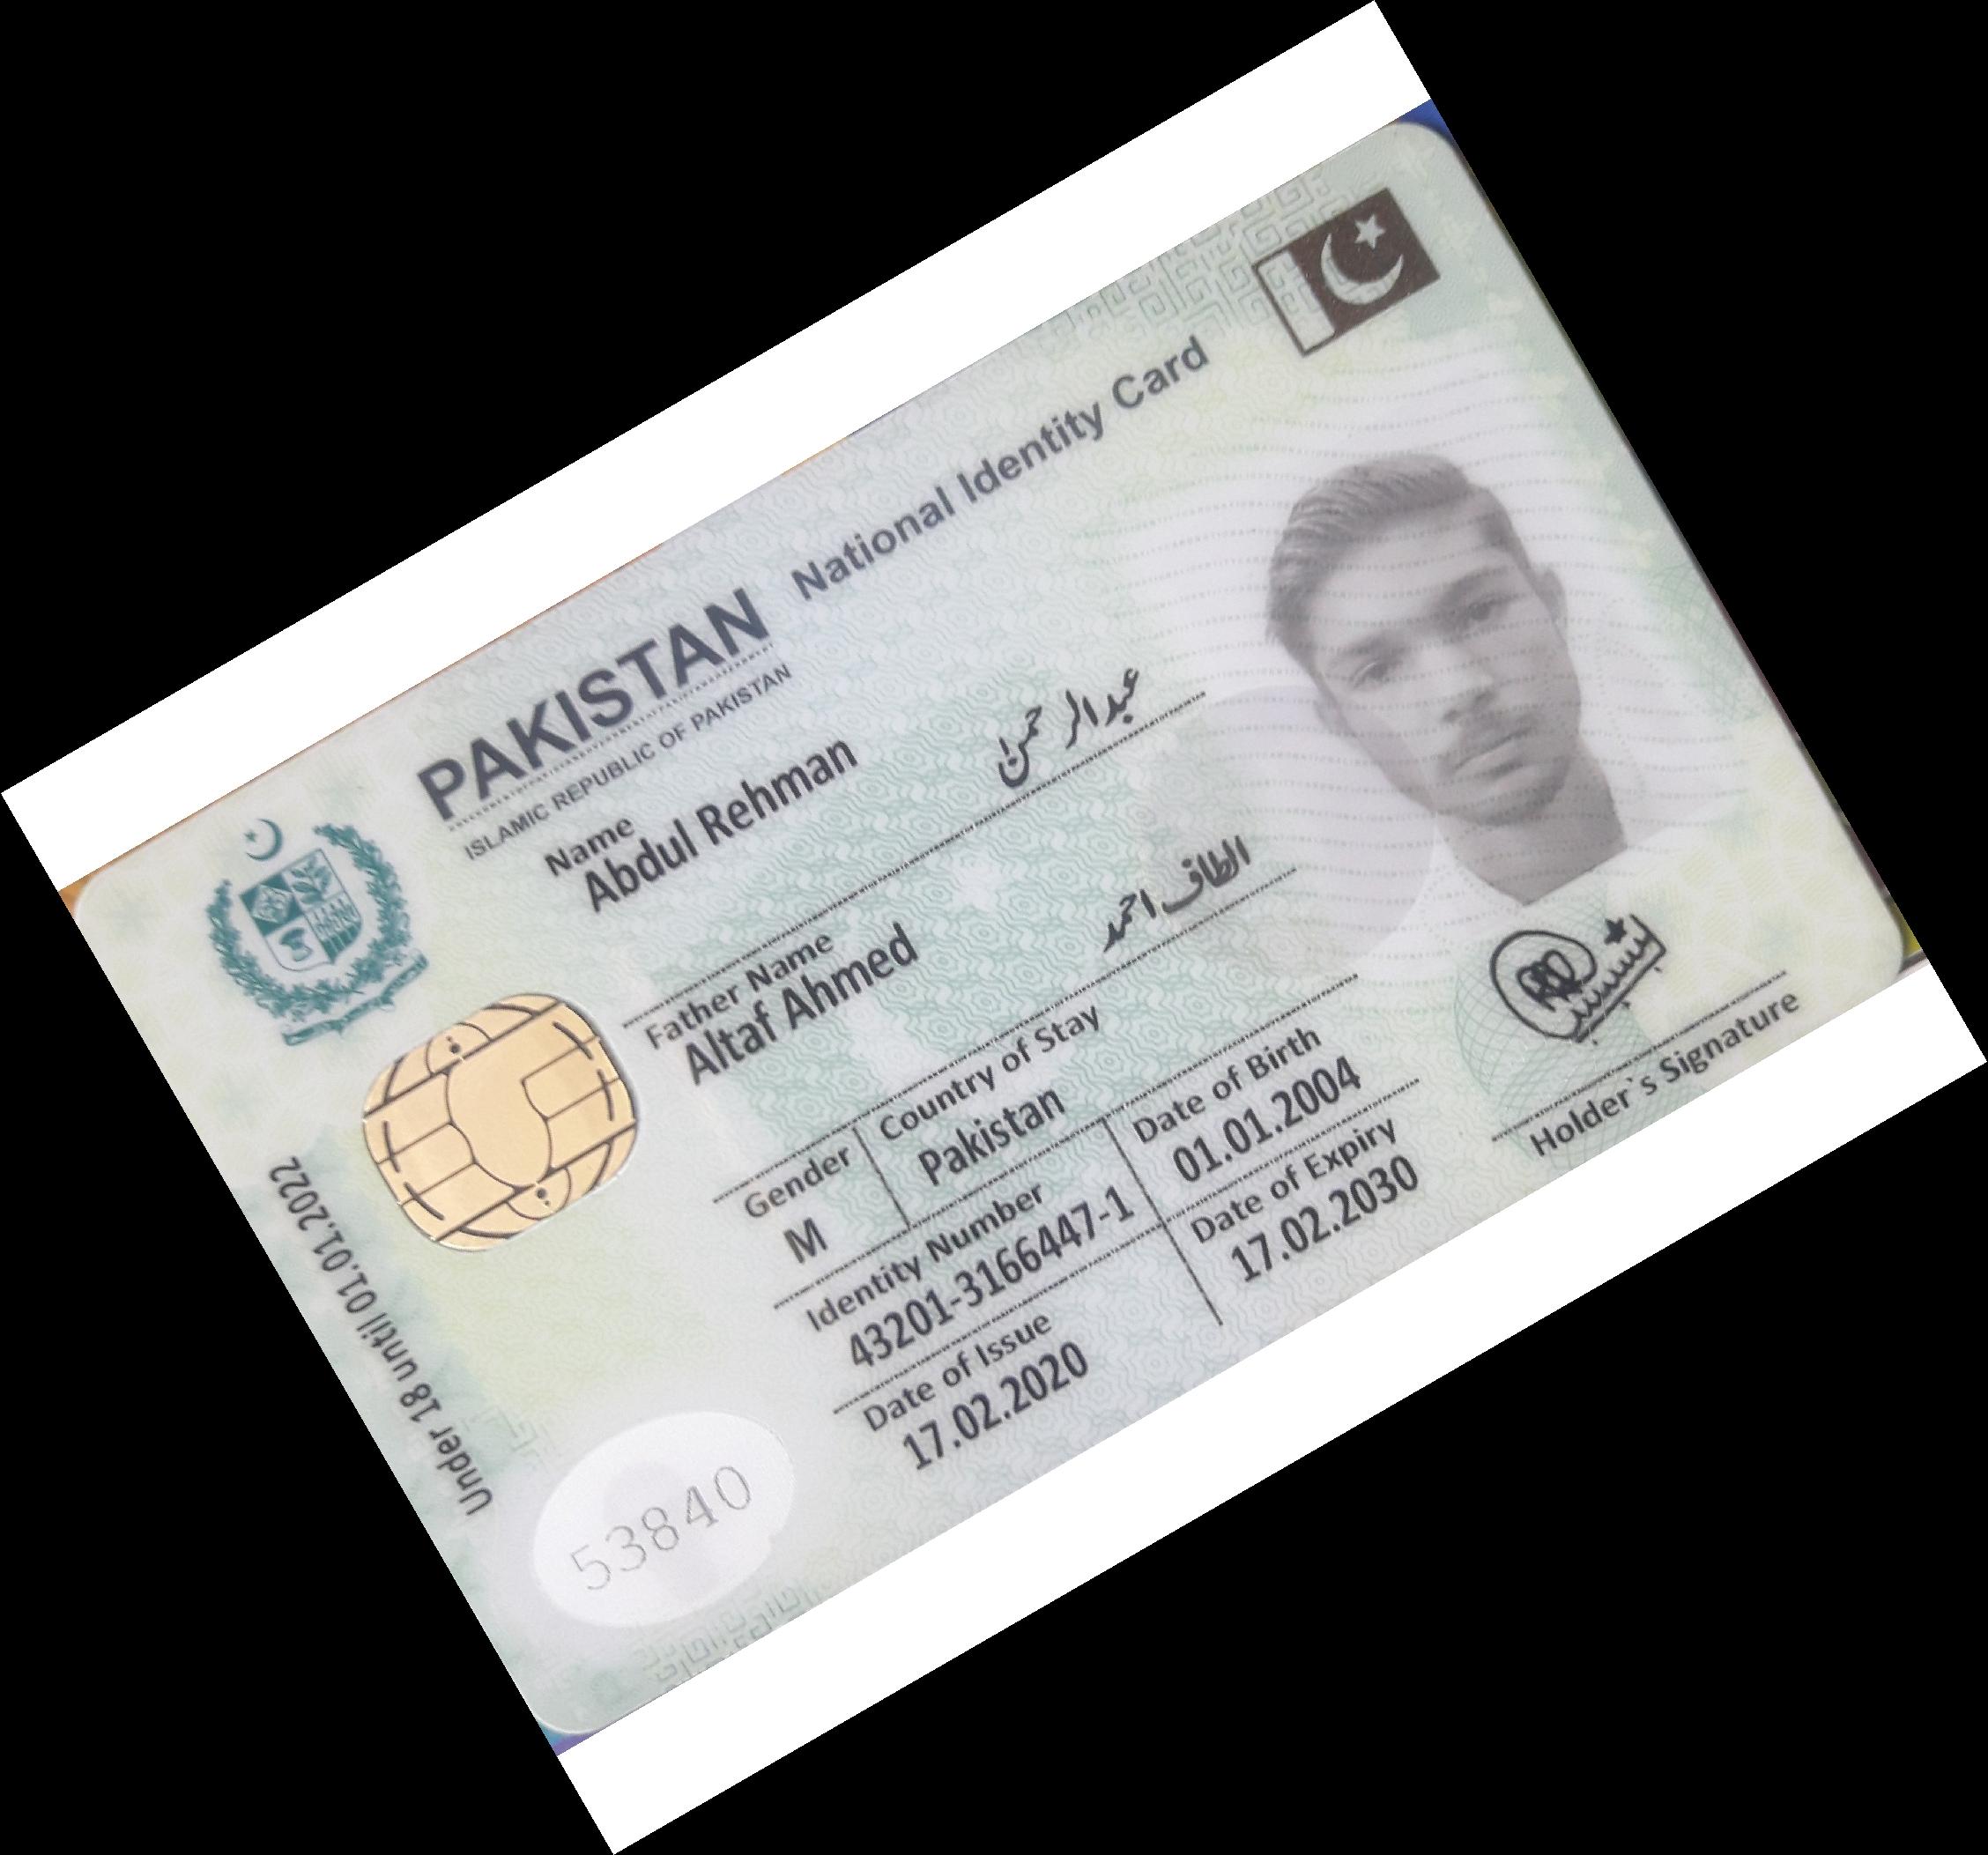 PAKISTAN National Identity Card
ISLAMIC REPUBLIC OF PAKISTAN
Name
Abdul Rehman
عبدالرحمن
Father Name
Altaf Ahmed
الطاف احمد
Gender
M
Country of Stay
Pakistan
Identity Number
43201-3166447-1
Date of Birth
01.01.2004
Date of Issue
17.02.2020
Date of Expiry
17.02.2030
Holder`s Signature
Under 18 until 01.01.2022
53840